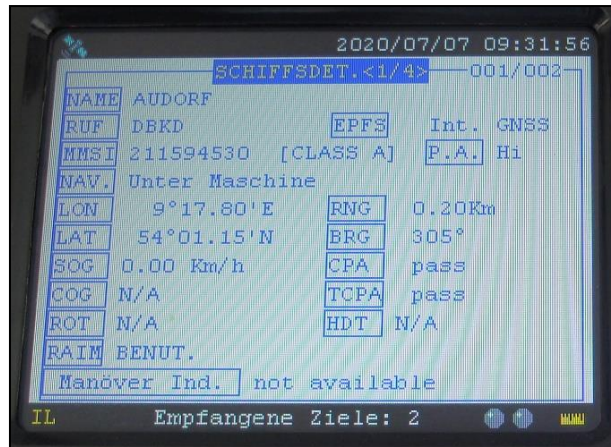 2020/07/07 09:31:56
SCHIFFSDET.<1/4> 001/002
NAME AUDORF
RUF DBKD EPFS Int. GNSS
MMSI 211594530 [CLASS A] P.A. Hi
NAV. Unter Maschine
LON 9°17.80'E RNG 0.20Km
LAT 54°01.15'N BRG 305°
SOG 0.00 Km/h CPA pass
COG N/A TCPA pass
ROT N/A HDT N/A
RAIM BENUT.
Manöver Ind. not available
IL Empfangene Ziele: 2